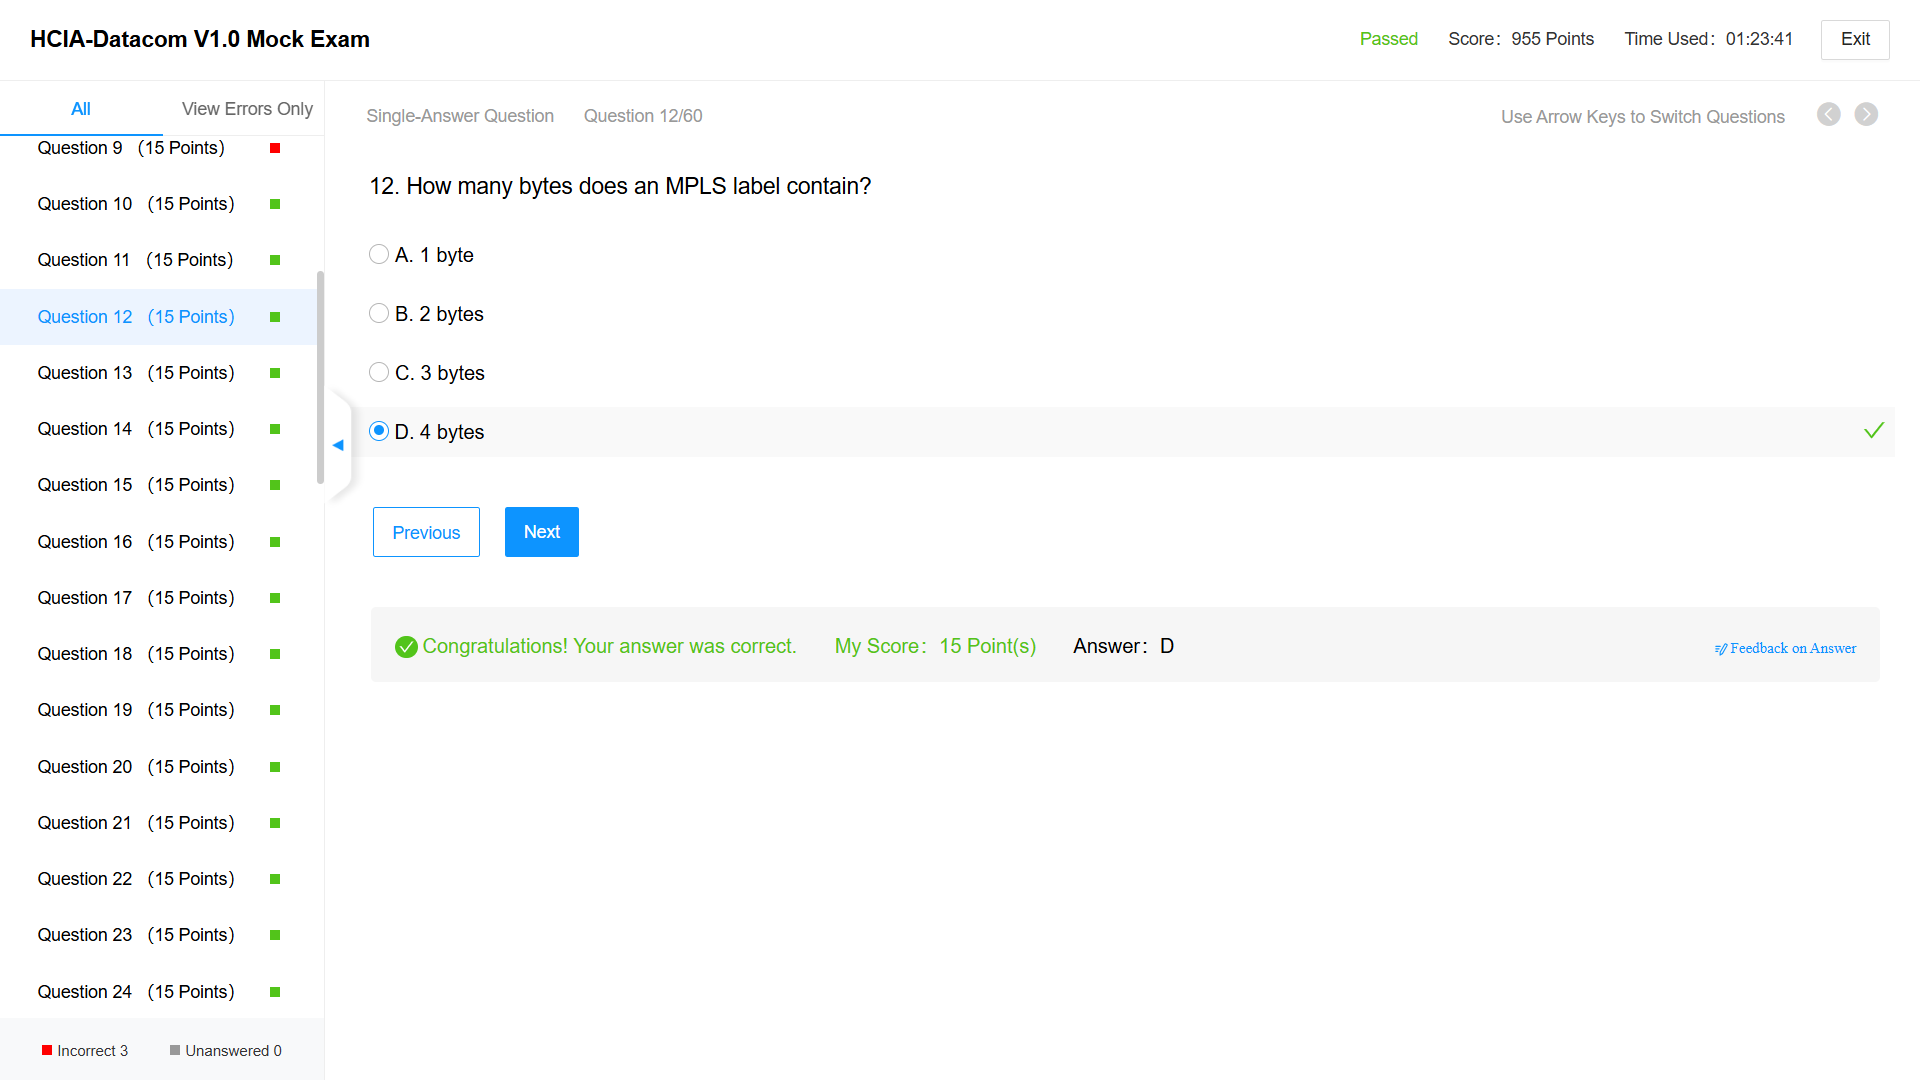 HCIA-Datacom V1.0 Mock Exam
Passed Score： 955 Points Time Used： 01:23:41 Exit
All View Errors Only
Question 9 （15 Points）
Question 10 （15 Points）
Question 11 （15 Points）
Question 12 （15 Points）
Question 13 （15 Points）
Question 14 （15 Points）
Question 15 （15 Points）
Question 16 （15 Points）
Question 17 （15 Points）
Question 18 （15 Points）
Question 19 （15 Points）
Question 20 （15 Points）
Question 21 （15 Points）
Question 22 （15 Points）
Question 23 （15 Points）
Question 24 （15 Points）
Incorrect 3 Unanswered 0
Single-Answer Question Question 12/60 Use Arrow Keys to Switch Questions
12. How many bytes does an MPLS label contain?
A. 1 byte
B. 2 bytes
C. 3 bytes
D. 4 bytes
Previous Next
Congratulations! Your answer was correct. My Score： 15 Point(s) Answer： D Feedback on Answer